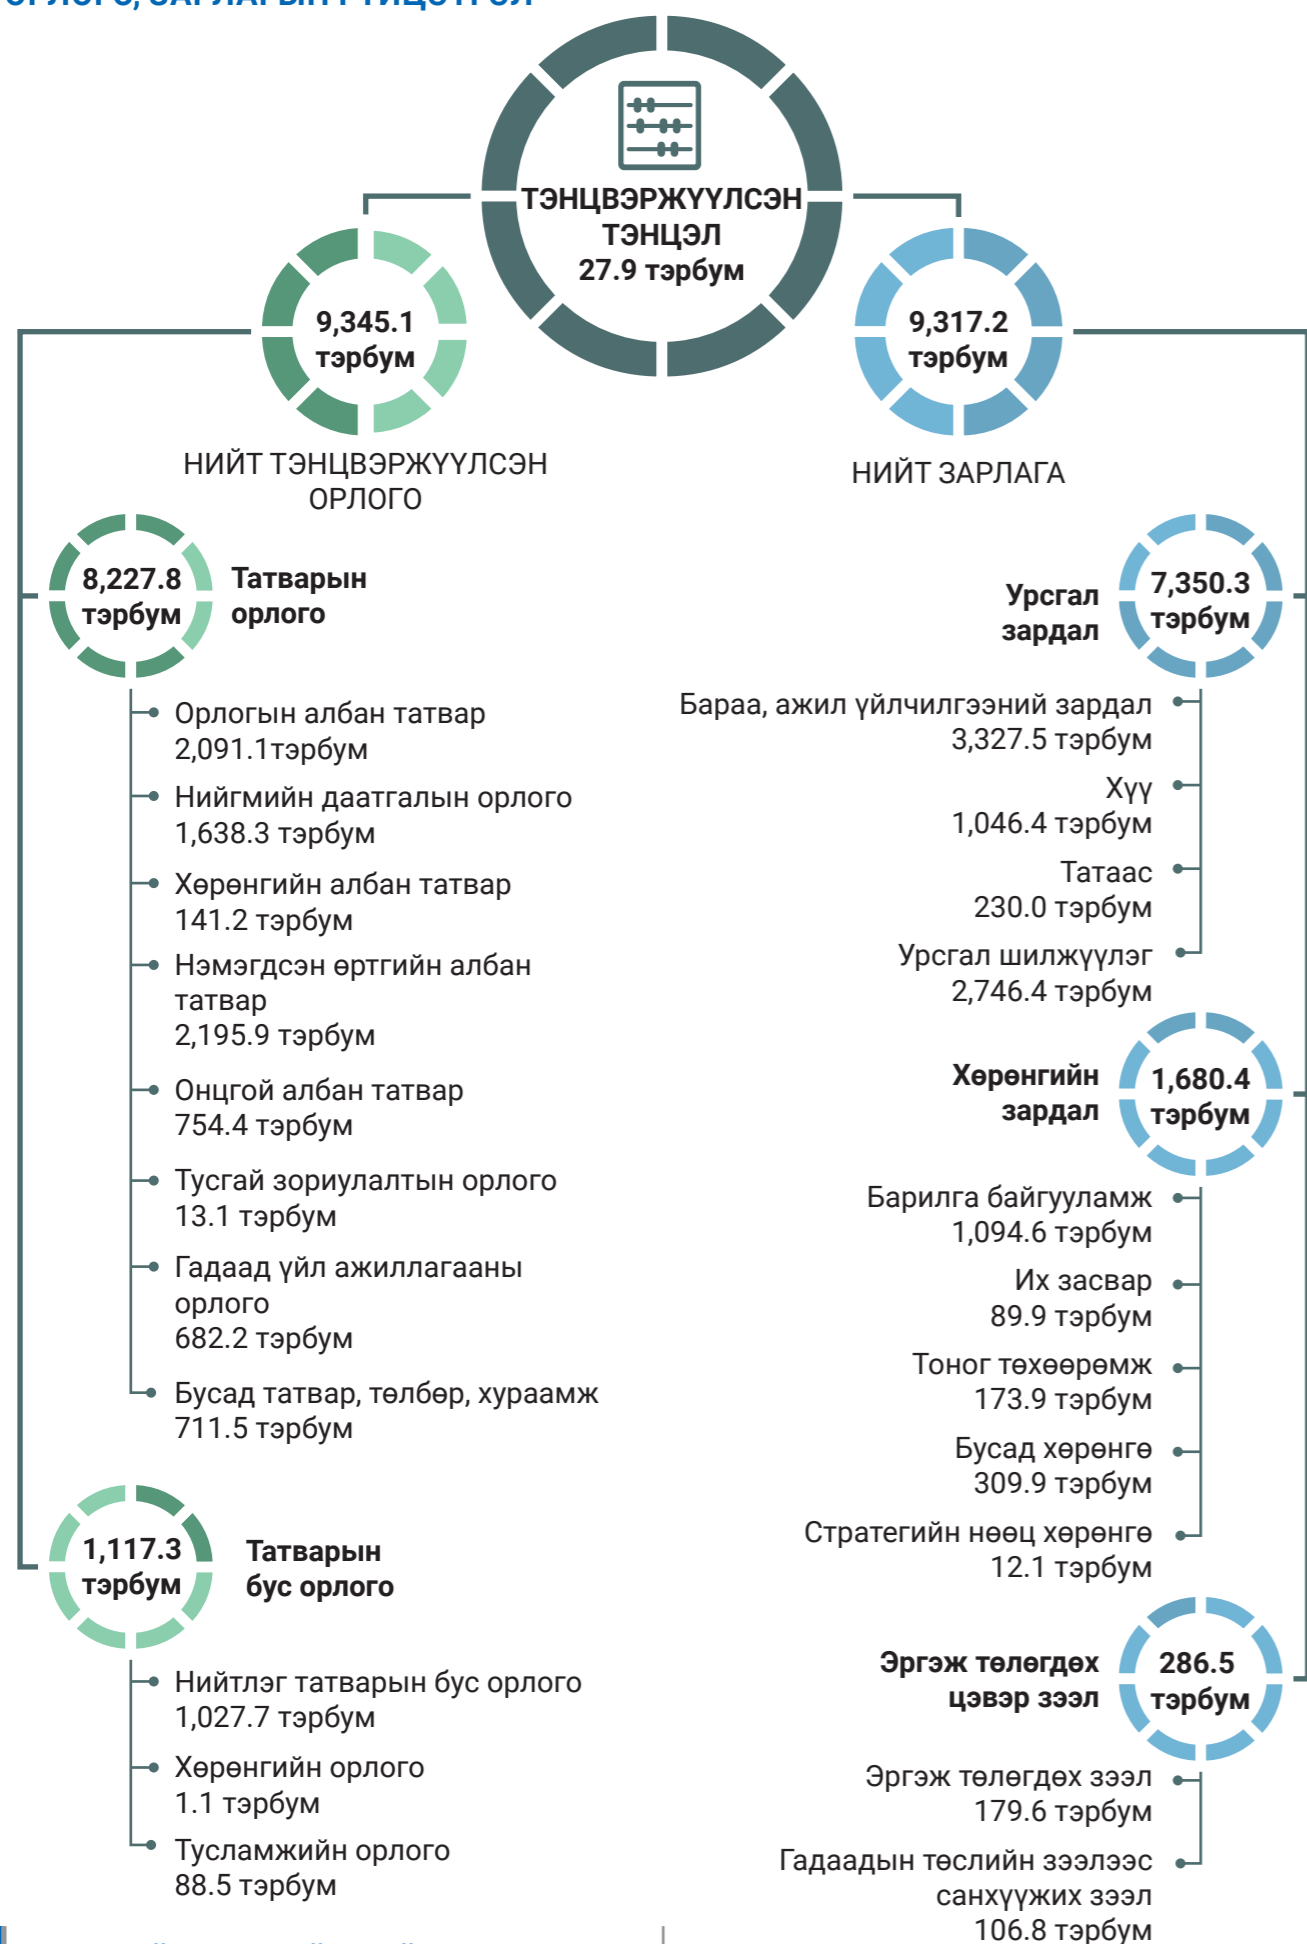 ТЭНЦВЭРЖҮҮЛСЭН
ТЭНЦЭЛ
27.9 тэрбум
9,345.1
тэрбум
НИЙТ ТЭНЦВЭРЖҮҮЛСЭН
ОРЛОГО
9,317.2
тэрбум
НИЙТ ЗАРЛАГА
8,227.8
тэрбум
Татварын
орлого
Орлогын албан татвар
2,091.1тэрбум
Нийгмийн даатгалын орлого
1,638.3 тэрбум
Хөрөнгийн албан татвар
141.2 тэрбум
Нэмэгдсэн өртгийн албан
татвар
2,195.9 тэрбум
Онцгой албан татвар
754.4 тэрбум
Тусгай зориулалтын орлого
13.1 тэрбум
Гадаад үйл ажиллагааны
орлого
682.2 тэрбум
Бусад татвар, төлбөр, хураамж
711.5 тэрбум
1,117.3
тэрбум
Татварын
бус орлого
Нийтлэг татварын бус орлого
1,027.7 тэрбум
Хөрөнгийн орлого
1.1 тэрбум
Тусламжийн орлого
88.5 тэрбум
Урсгал
зардал
7,350.3
тэрбум
Бараа, ажил үйлчилгээний зардал
3,327.5 тэрбум
Хүү
1,046.4 тэрбум
Татаас
230.0 тэрбум
Урсгал шилжүүлэг
2,746.4 тэрбум
Хөрөнгийн
зардал
1,680.4
тэрбум
Барилга байгууламж
1,094.6 тэрбум
Их засвар
89.9 тэрбум
Тоног төхөөрөмж
173.9 тэрбум
Бусад хөрөнгө
309.9 тэрбум
Стратегийн нөөц хөрөнгө
12.1 тэрбум
Эргэж төлөгдөх
цэвэр зээл
286.5
тэрбум
Эргэж төлөгдөх зээл
179.6 тэрбум
Гадаадын төслийн зээлээс
санхүүжих зээл
106.8 тэрбум